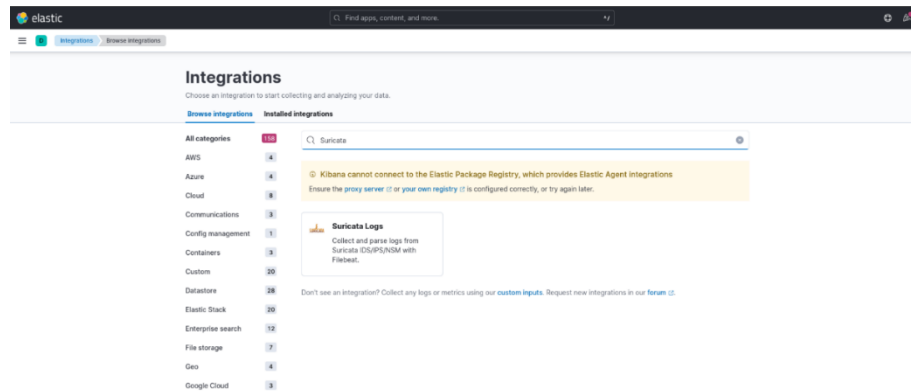 elastic
Find apps, content, and more.
D
Integrations
Browse integrations
Integrations
Choose an integration to start collecting and analyzing your data.
Browse integrations
Installed integrations
All categories 158
AWS 4
Azure 4
Cloud 8
Communications 3
Config management 1
Containers 3
Custom 20
Datastore 28
Elastic Stack 20
Enterprise search 12
File storage 7
Geo 4
Google Cloud 3
Suricata
Kibana cannot connect to the Elastic Package Registry, which provides Elastic Agent integrations
Ensure the proxy server or your own registry is configured correctly, or try again later.
Suricata Logs
Collect and parse logs from
Suricata IDS/IPS/NSM with
Filebeat.
Don't see an integration? Collect any logs or metrics using our custom inputs. Request new integrations in our forum.